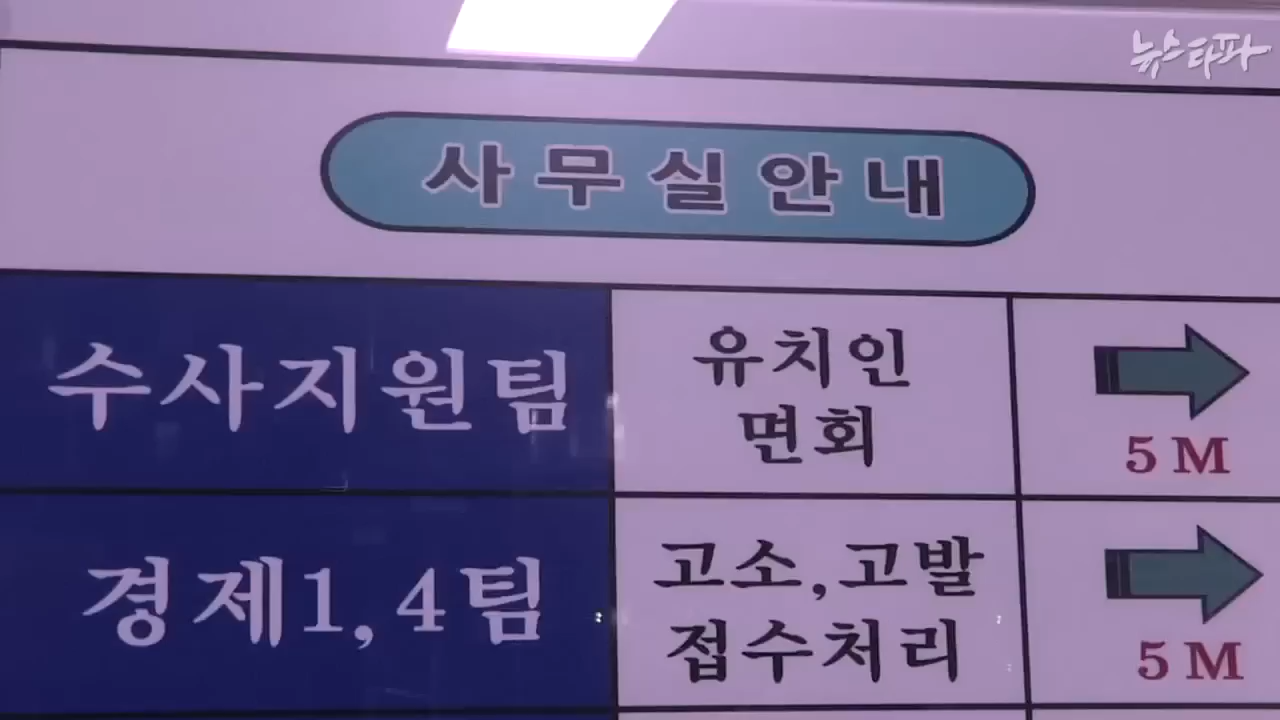 뉴스타파
사무실안내
수사지원팀
유치인
면회
5M
경제1,4팀
고소,고발
접수처리
5M